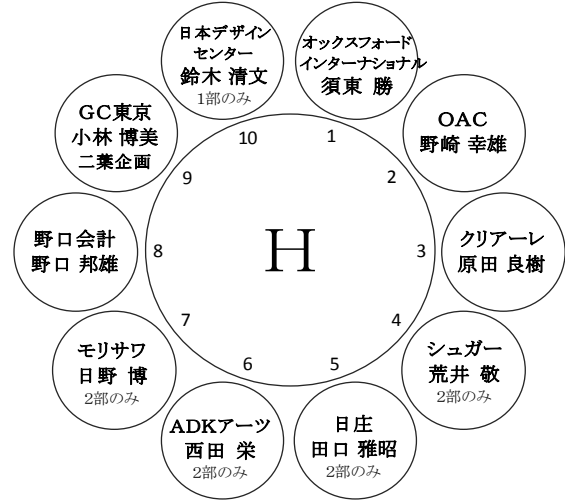 日本デザイン
センター
鈴木 清文
1部のみ
オックスフォード
インターナショナル
須東 勝
GC東京
小林 博美
二葉企画
OAC
野崎 幸雄
野口会計
野口 邦雄
クリアーレ
原田 良樹
モリサワ
日野 博
2部のみ
シュガー
荒井 敬
2部のみ
ADKアーツ
西田 栄
2部のみ
日庄
田口 雅昭
2部のみ
H
1
2
3
4
5
6
7
8
9
10